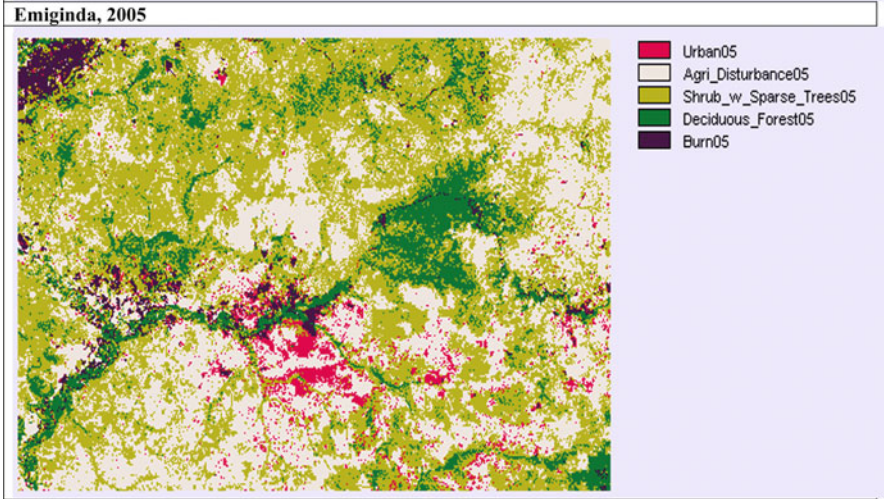 Emiginda, 2005
Urban05
Agri_Disturbance05
Shrub_w_Sparse_Trees05
Deciduous_Forest05
Burn05